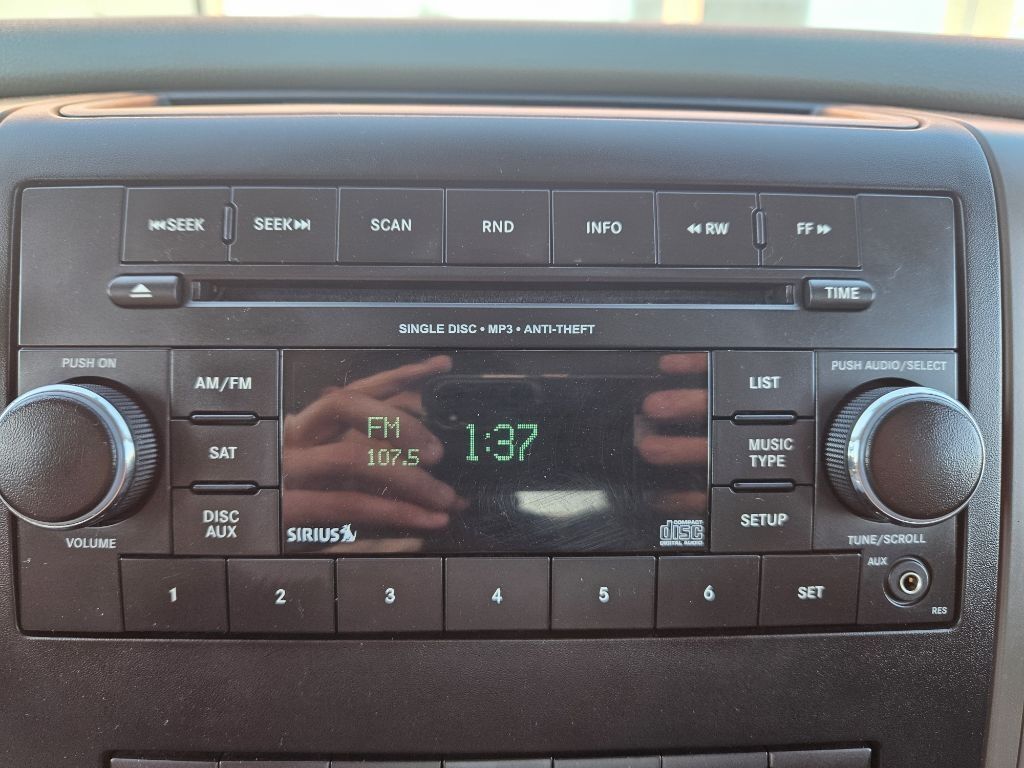 SEEK SEEK SCAN RND INFO RW FF
TIME
SINGLE DISC • MP3 • ANTI-THEFT
PUSH ON
PUSH AUDIO/SELECT
AM/FM
LIST
FM
107.5
1:37
SAT
MUSIC
TYPE
DISC
AUX
SETUP
SIRIUS
COMPACT
disc
DIGITAL AUDIO
VOLUME
TUNE/SCROLL
AUX
1 2 3 4 5 6 SET
RES